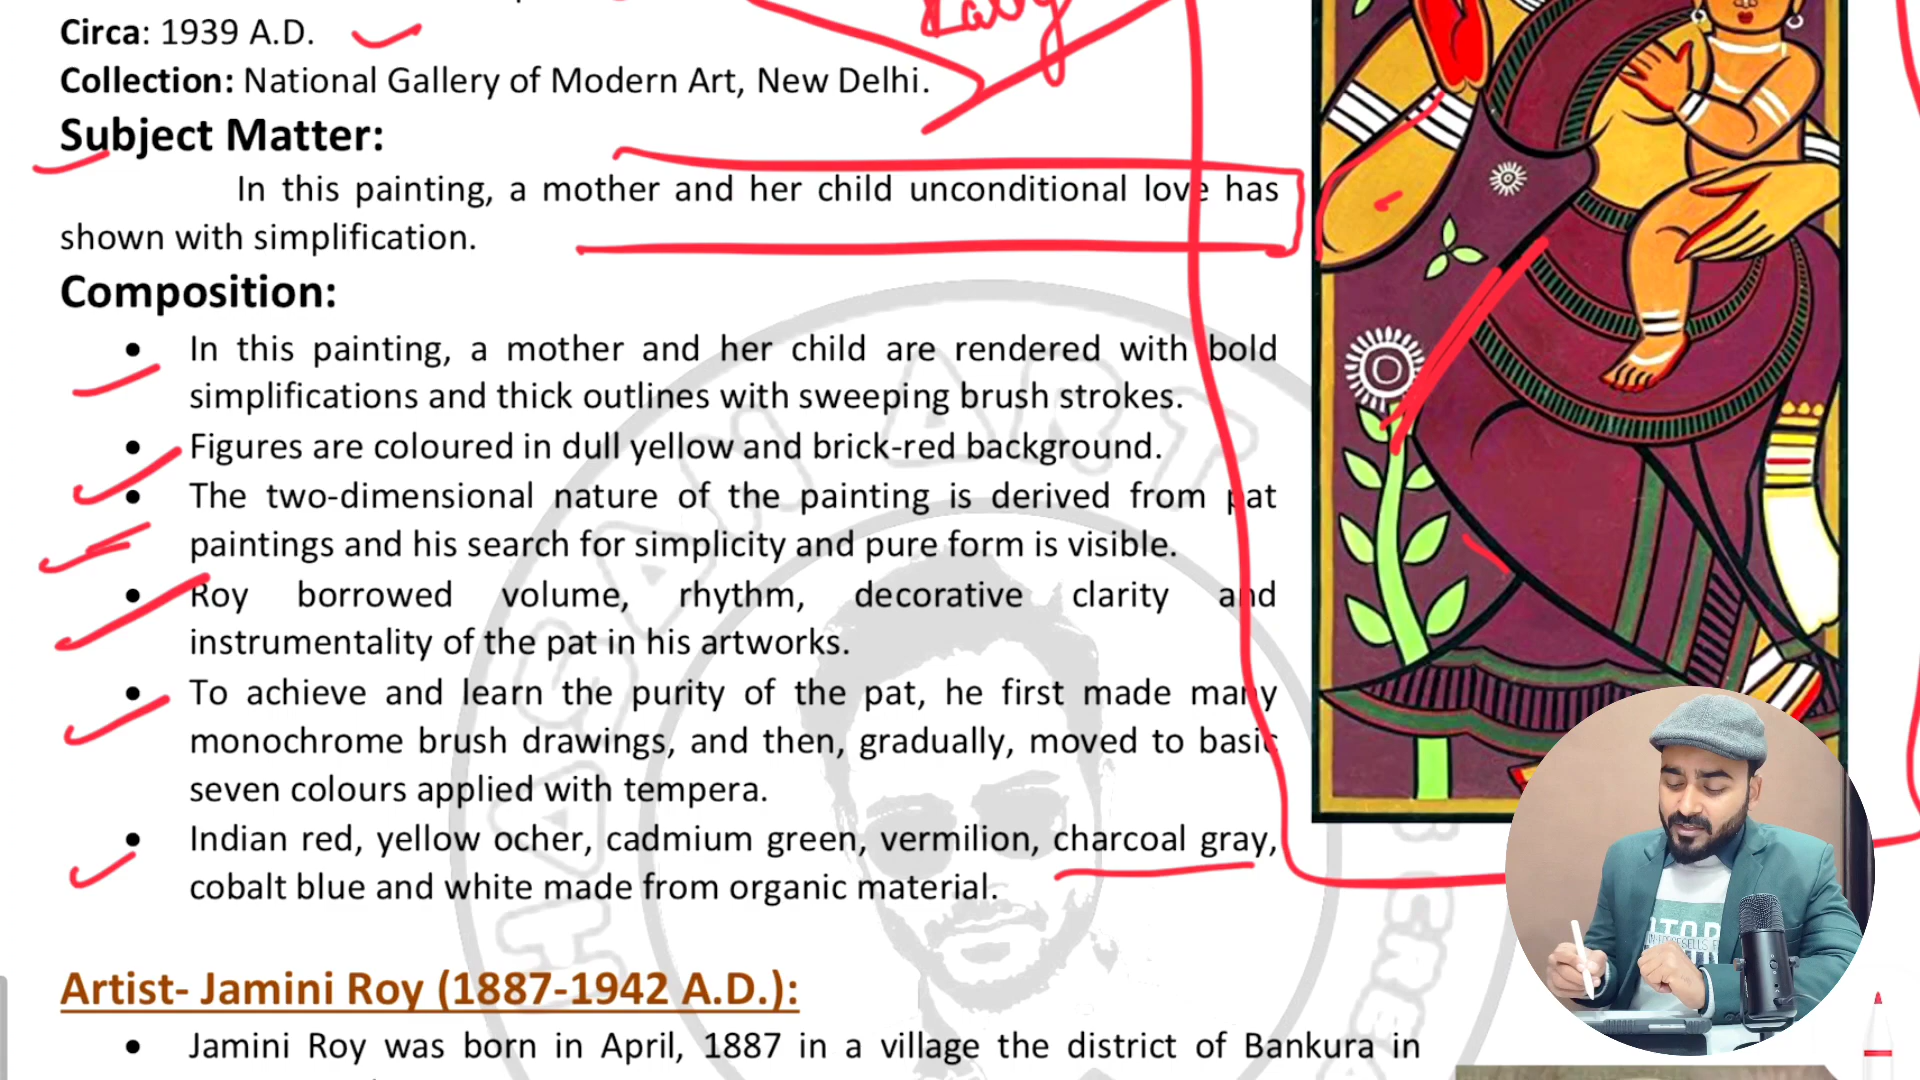 Lady
Circa: 1939 A.D.
Collection: National Gallery of Modern Art, New Delhi.
Subject Matter:
In this painting, a mother and her child unconditional love has
shown with simplification.
Composition:
• In this painting, a mother and her child are rendered with bold
simplifications and thick outlines with sweeping brush strokes.
• Figures are coloured in dull yellow and brick-red background.
• The two-dimensional nature of the painting is derived from pat
paintings and his search for simplicity and pure form is visible.
• Roy borrowed volume, rhythm, decorative clarity and
instrumentality of the pat in his artworks.
• To achieve and learn the purity of the pat, he first made many
monochrome brush drawings, and then, gradually, moved to basic
seven colours applied with tempera.
• Indian red, yellow ocher, cadmium green, vermilion, charcoal gray,
cobalt blue and white made from organic material.
Artist- Jamini Roy (1887-1942 A.D.):
• Jamini Roy was born in April, 1887 in a village the district of Bankura in
HASSAN ART